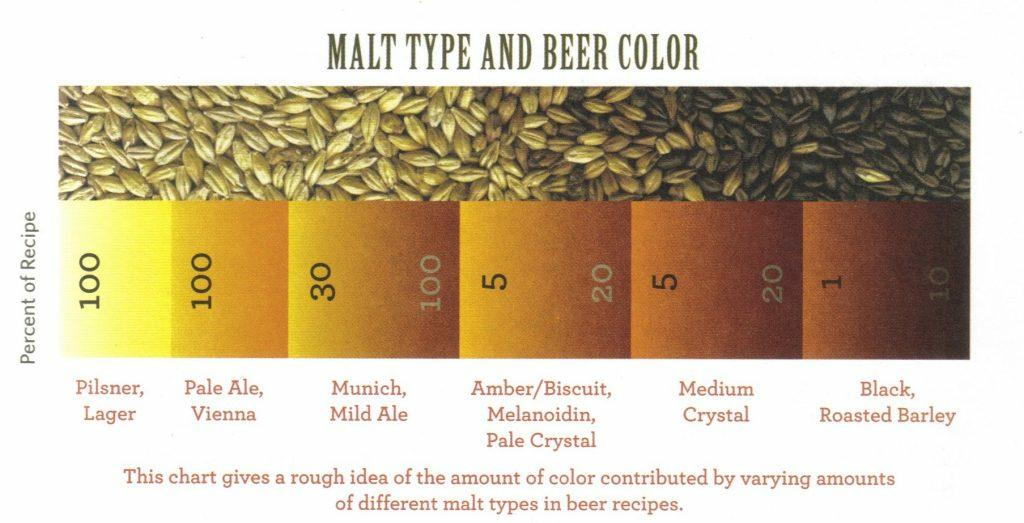 MALT TYPE AND BEER COLOR
Percent of Recipe
100
100
30
100
5
20
5
20
1
10
Pilsner,
Lager
Pale Ale,
Vienna
Munich,
Mild Ale
Amber/Biscuit,
Melanoidin,
Pale Crystal
Medium
Crystal
Black,
Roasted Barley
This chart gives a rough idea of the amount of color contributed by varying amounts
of different malt types in beer recipes.